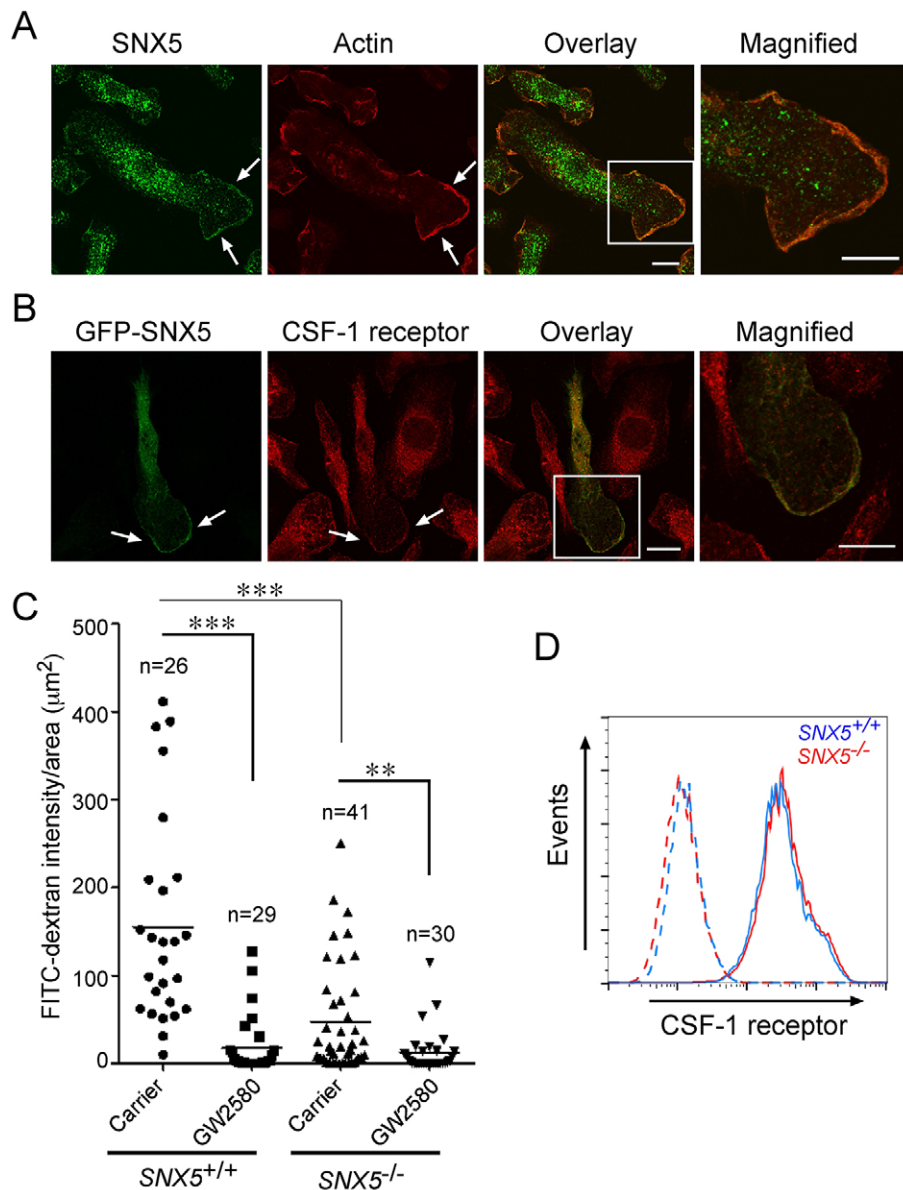 A
SNX5 Actin Overlay Magnified
B
GFP-SNX5 CSF-1 receptor Overlay Magnified
C
FITC-dextran intensity/area (μm²)
500
400
300
200
100
0
***
***
**
n=26
n=29
n=41
n=30
Carrier GW2580 Carrier GW2580
SNX5+/+ SNX5-/-
D
SNX5+/+
SNX5-/-
Events
CSF-1 receptor